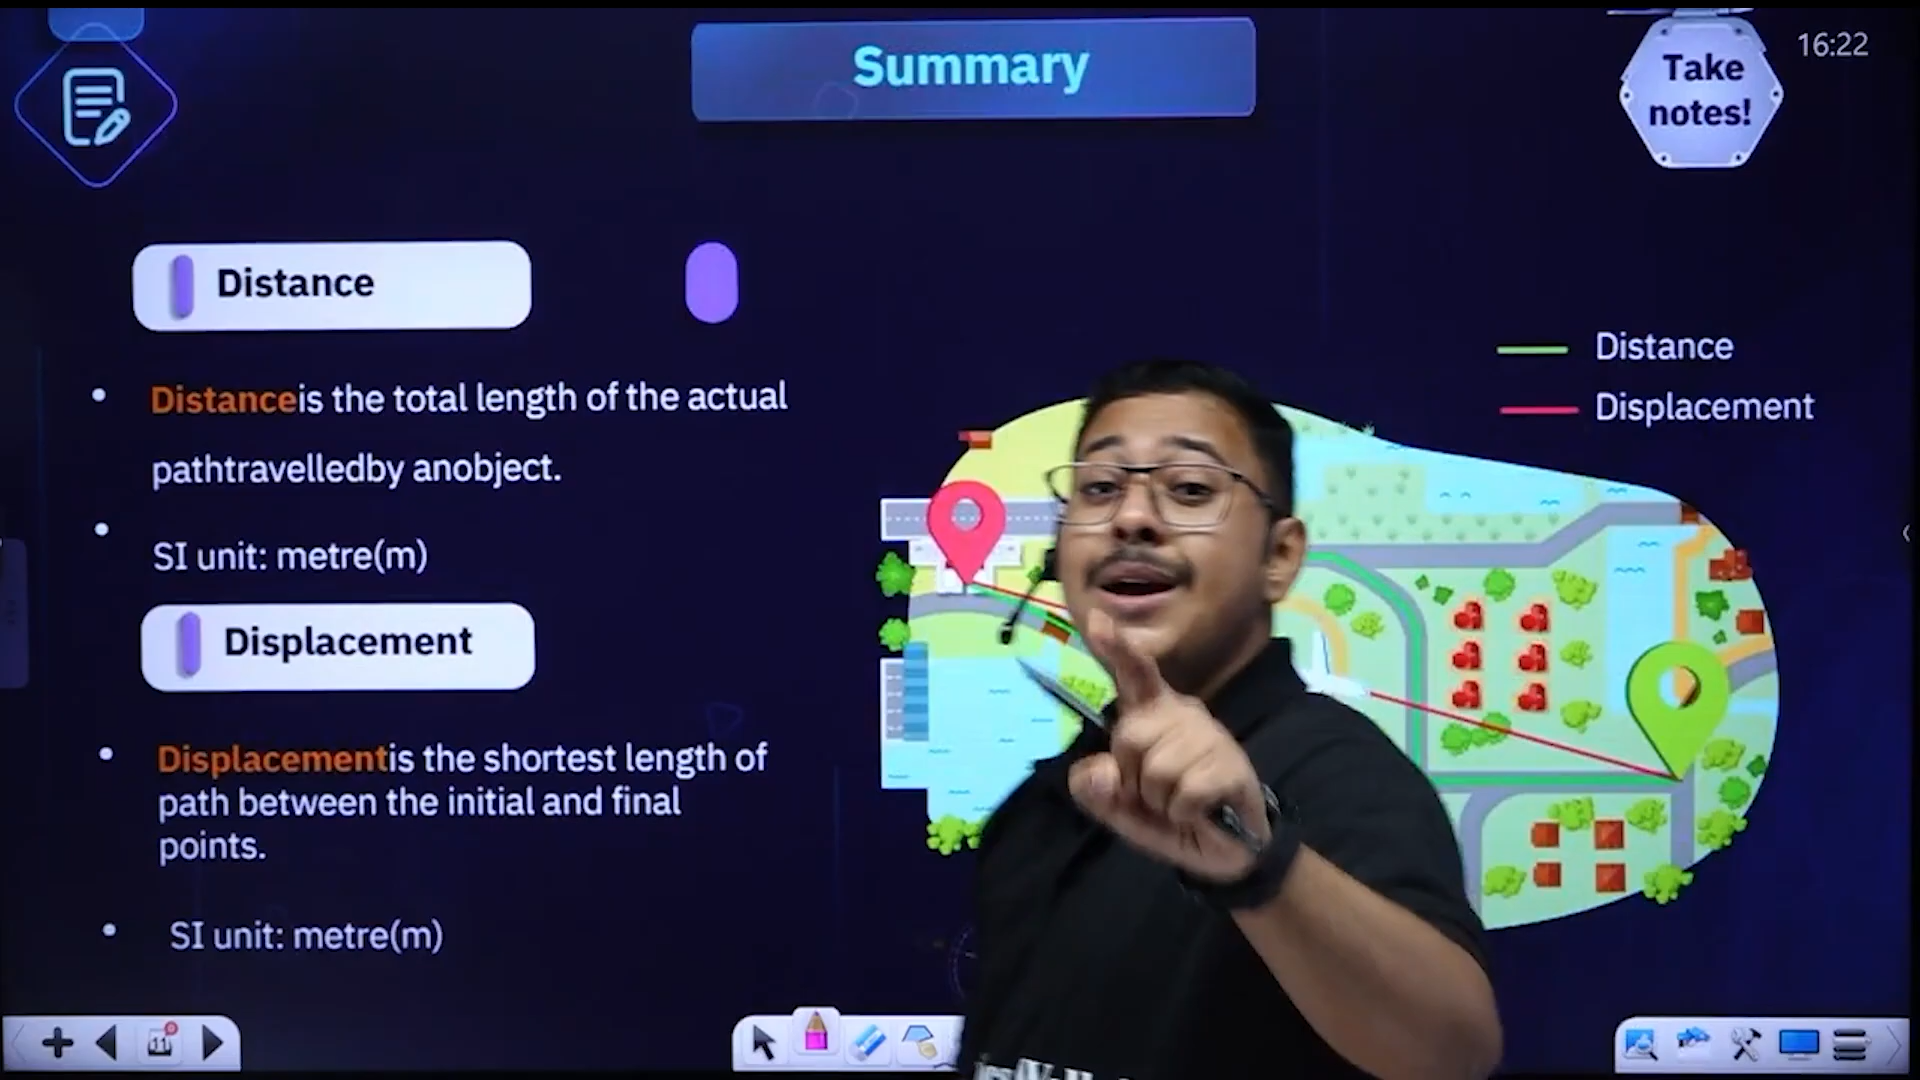 Summary
Take
notes!
16:22
Distance
Distanceis the total length of the actual
pathtravelledby anobject.
SI unit: metre(m)
Displacement
Displacementis the shortest length of
path between the initial and final
points.
SI unit: metre(m)
Distance
Displacement
11